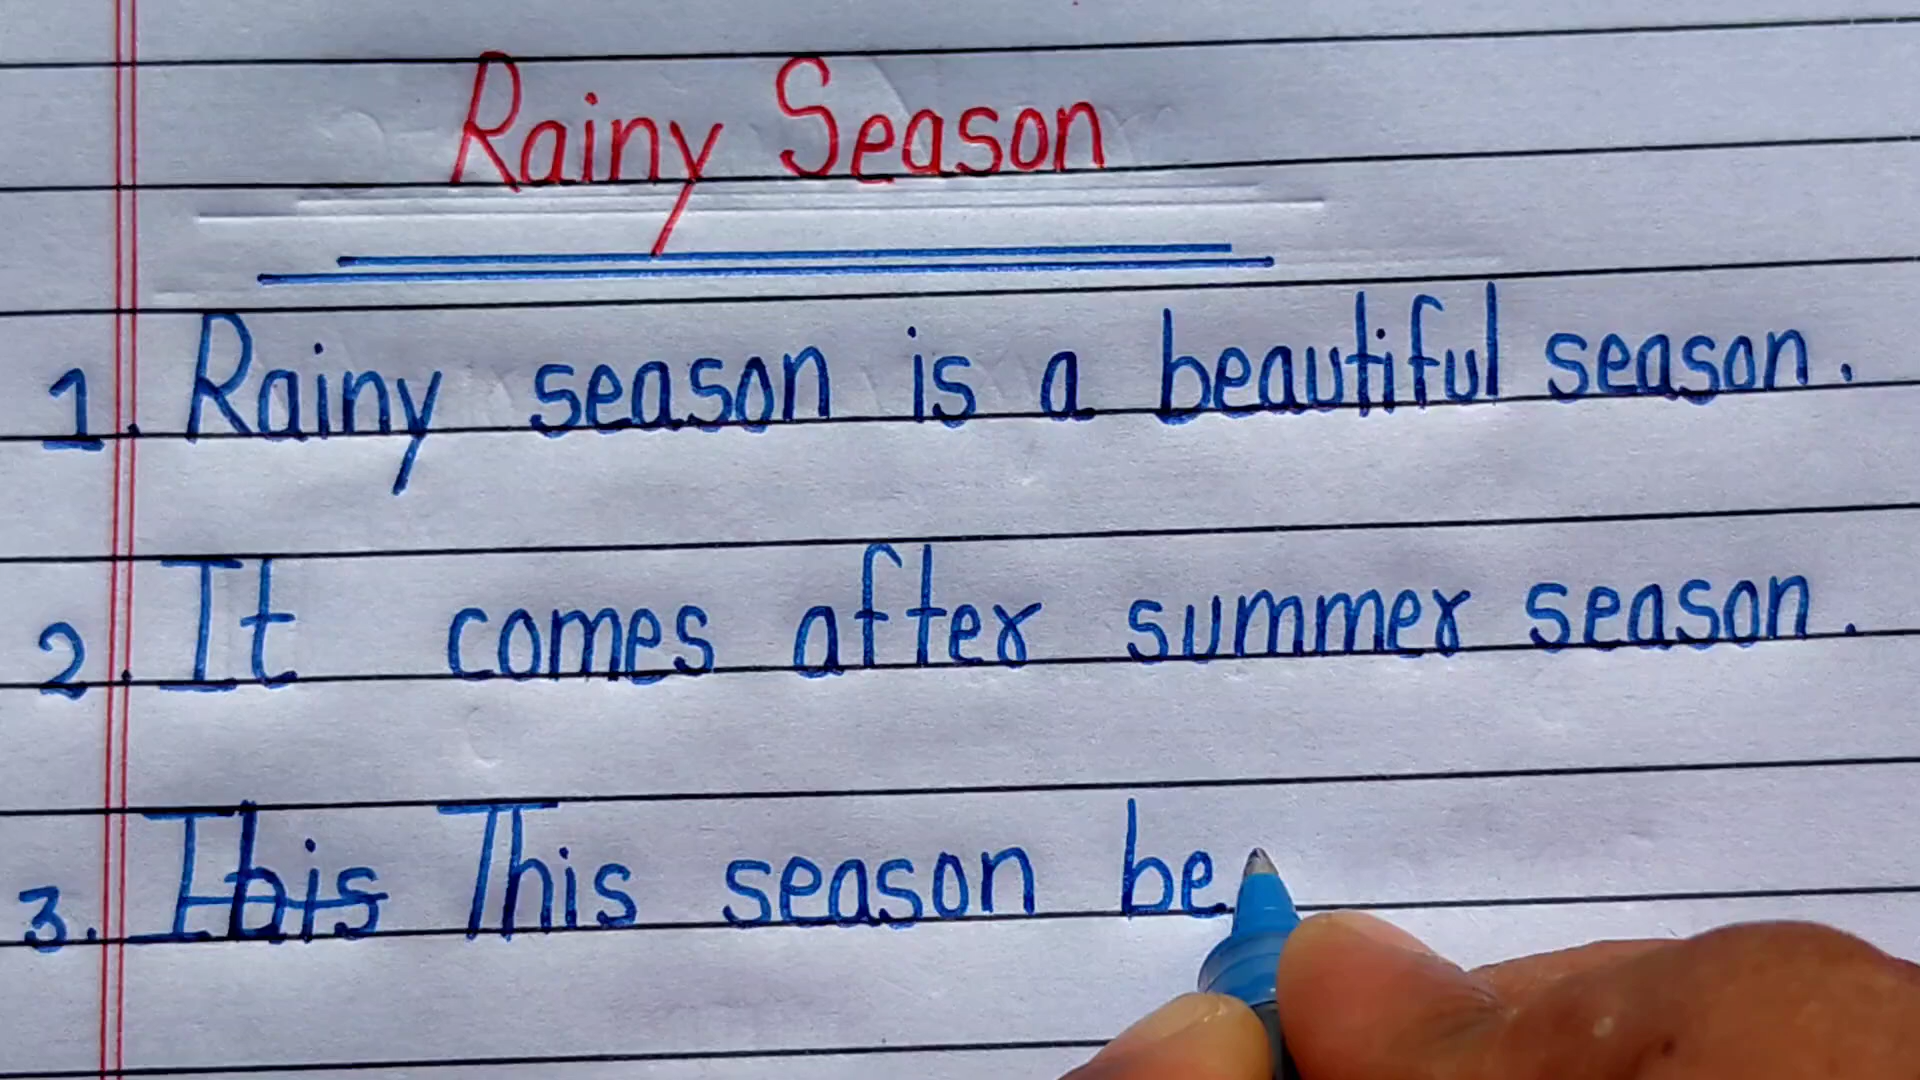 Rainy Season
1. Rainy season is a beautiful season.
2. It comes after summer season.
3. This This season be